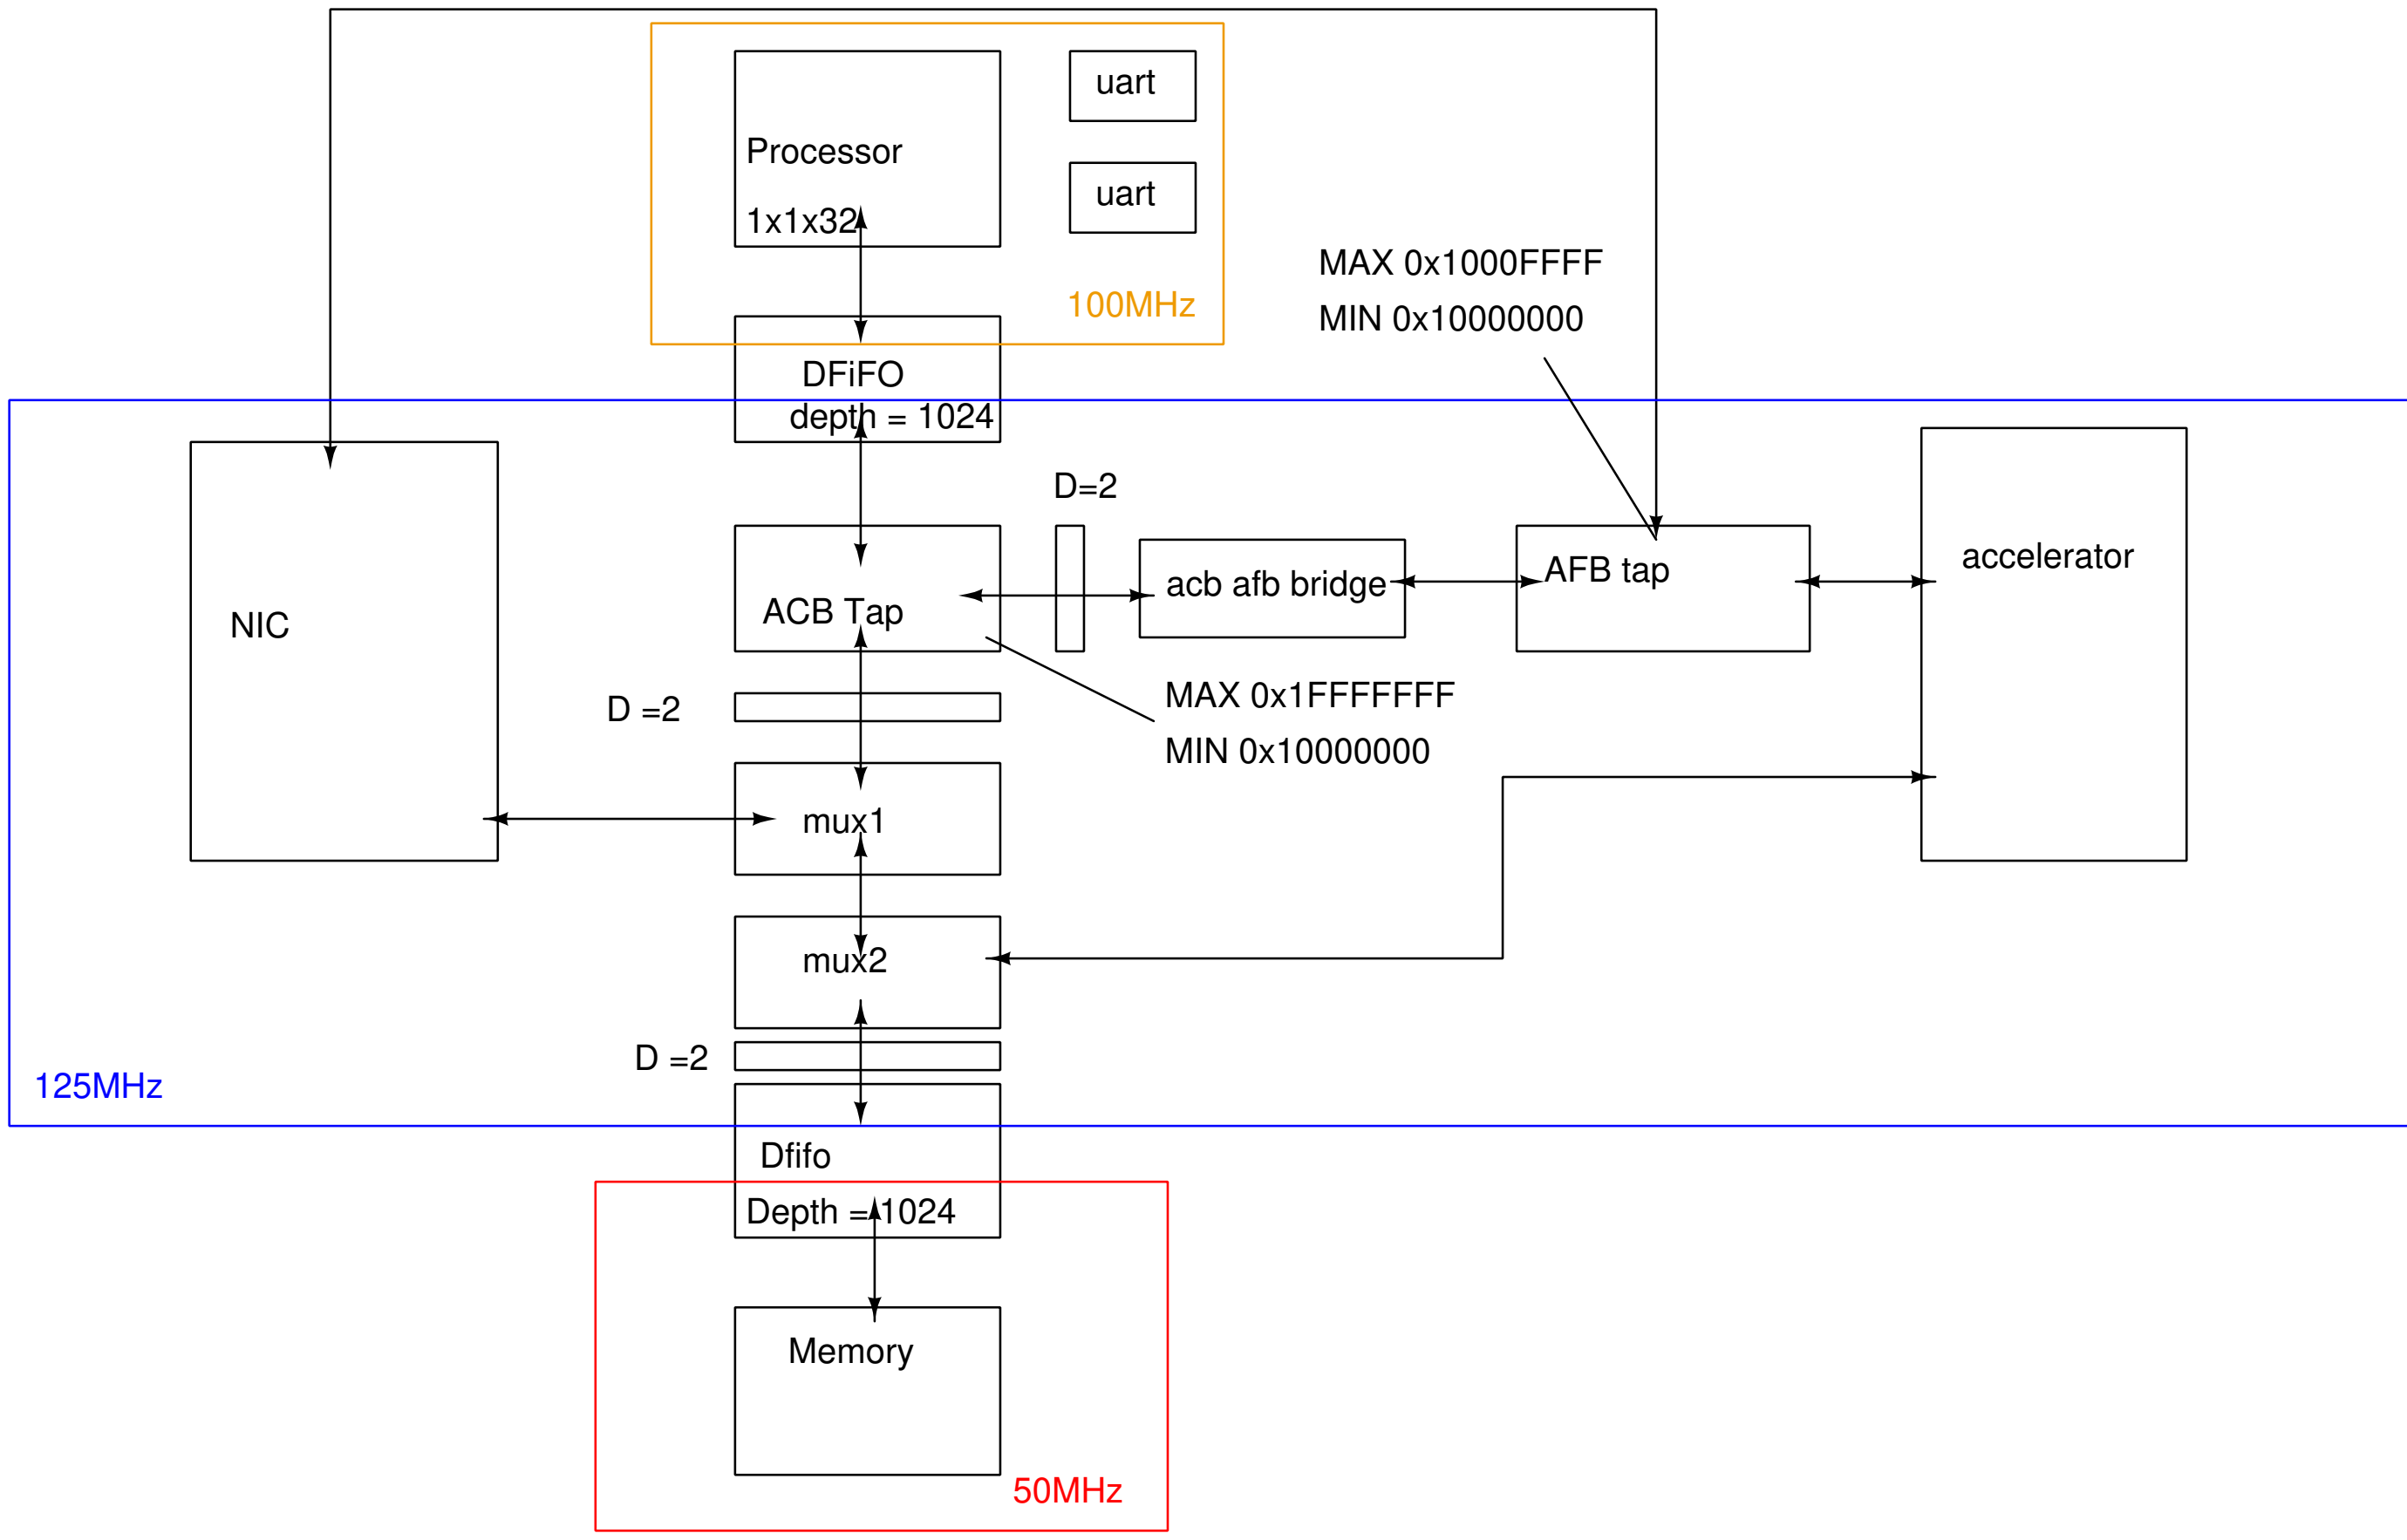 uart
Processor
uart
1x1x32
MAX 0x1000FFFF
100MHz
MIN 0x10000000
DFiFO
depth = 1024
D=2
accelerator
AFB tap
acb afb bridge
ACB Tap
NIC
MAX 0x1FFFFFFF
D =2
MIN 0x10000000
mux1
mux2
D =2
125MHz
Dfifo
Depth = 1024
Memory
50MHz